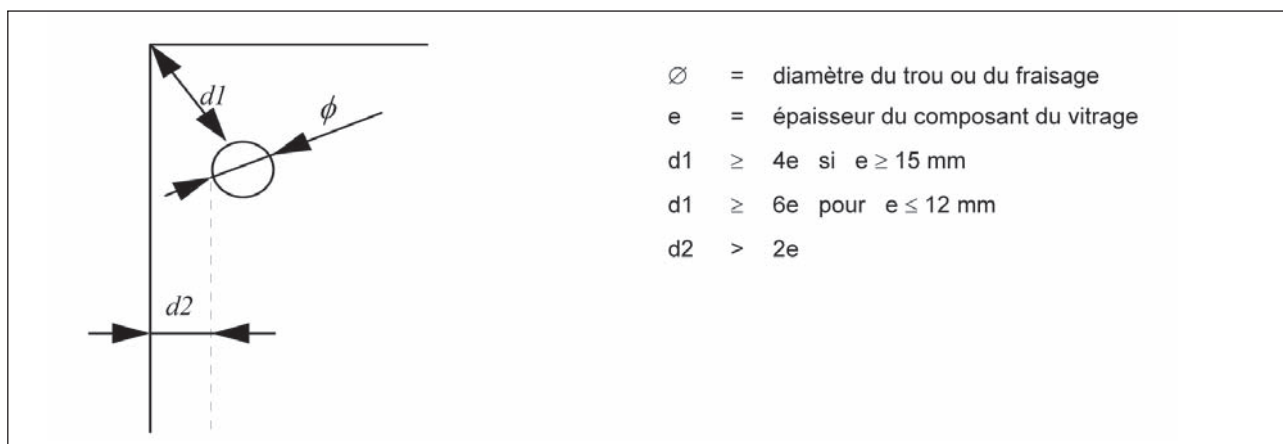 d1
ϕ
d2
∅ = diamètre du trou ou du fraisage
e = épaisseur du composant du vitrage
d1 ≥ 4e si e ≥ 15 mm
d1 ≥ 6e pour e ≤ 12 mm
d2 > 2e